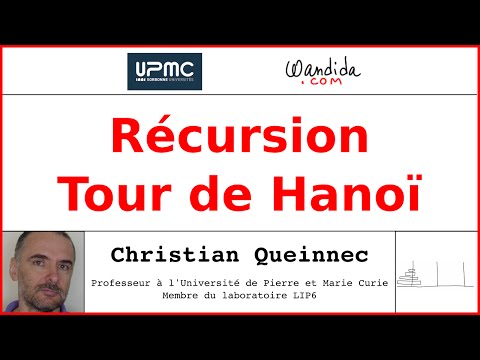 UPMC
SORBONNE UNIVERSITÉS
Wandida
.COM
Récursion
Tour de Hanoï
Christian Queinnec
Professeur à l'Université de Pierre et Marie Curie
Membre du laboratoire LIP6